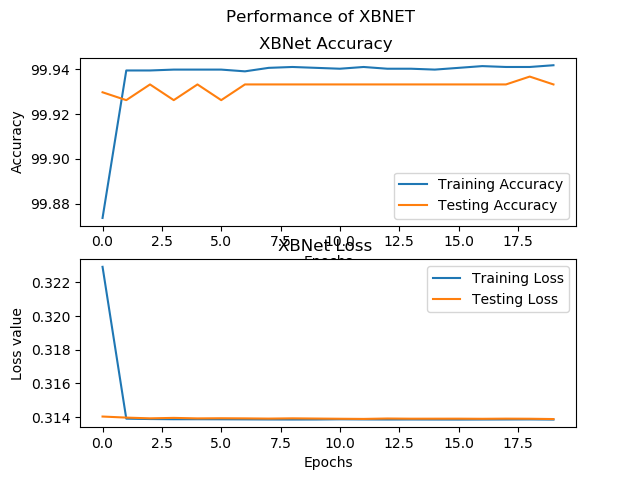 Performance of XBNET
XBNet Accuracy
99.94
99.92
99.90
99.88
Accuracy
Training Accuracy
Testing Accuracy
0.0 2.5 5.0 7.5 10.0 12.5 15.0 17.5
Epochs
XBNet Loss
0.322
0.320
0.318
0.316
0.314
Loss value
Training Loss
Testing Loss
0.0 2.5 5.0 7.5 10.0 12.5 15.0 17.5
Epochs